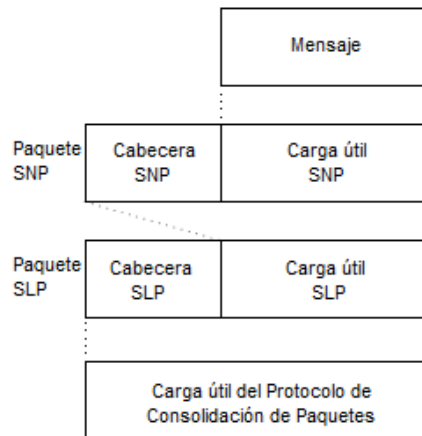 Mensaje
Paquete
SNP
Cabecera
SNP
Carga útil
SNP
Paquete
SLP
Cabecera
SLP
Carga útil
SLP
Carga útil del Protocolo de
Consolidación de Paquetes